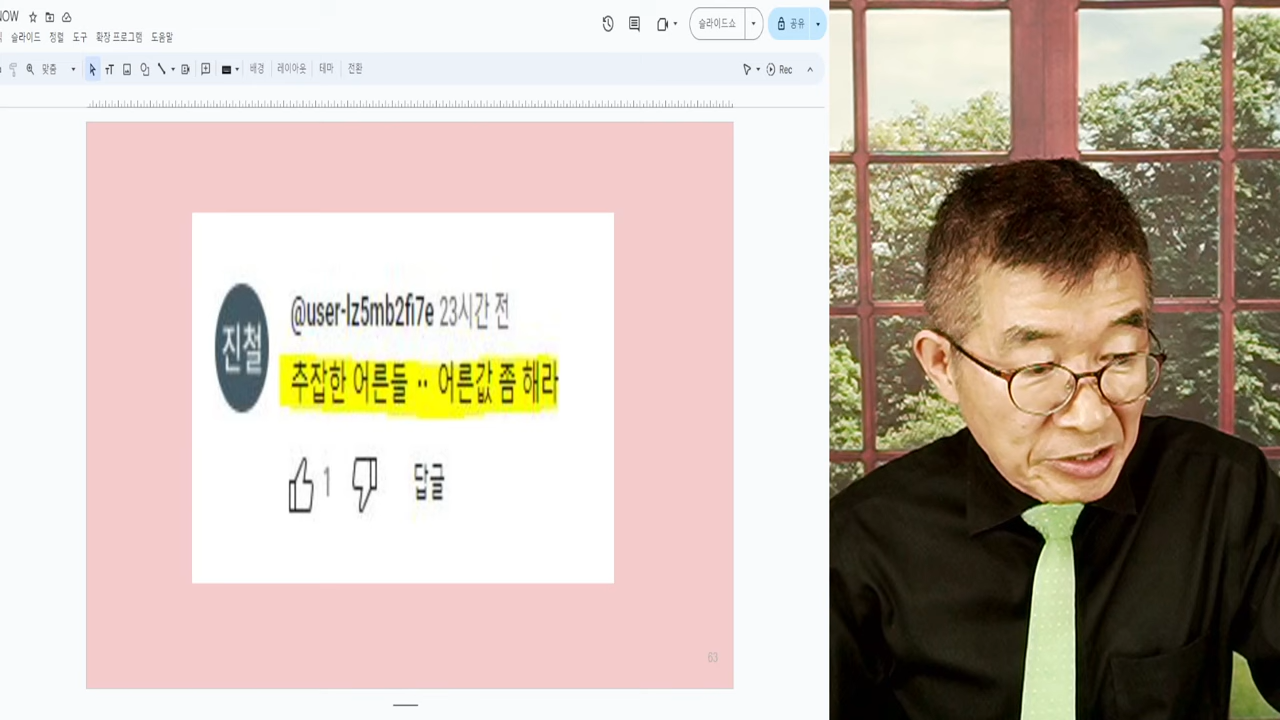 NOW
슬라이드 정렬 도구 확장 프로그램 도움말
슬라이드쇼
공유
맞춤
배경 레이아웃 테마 전환
Rec
진철
@user-lz5mb2fi7e 23시간 전
추잡한 어른들 ·· 어른값 쫌 해라
1 답글
63